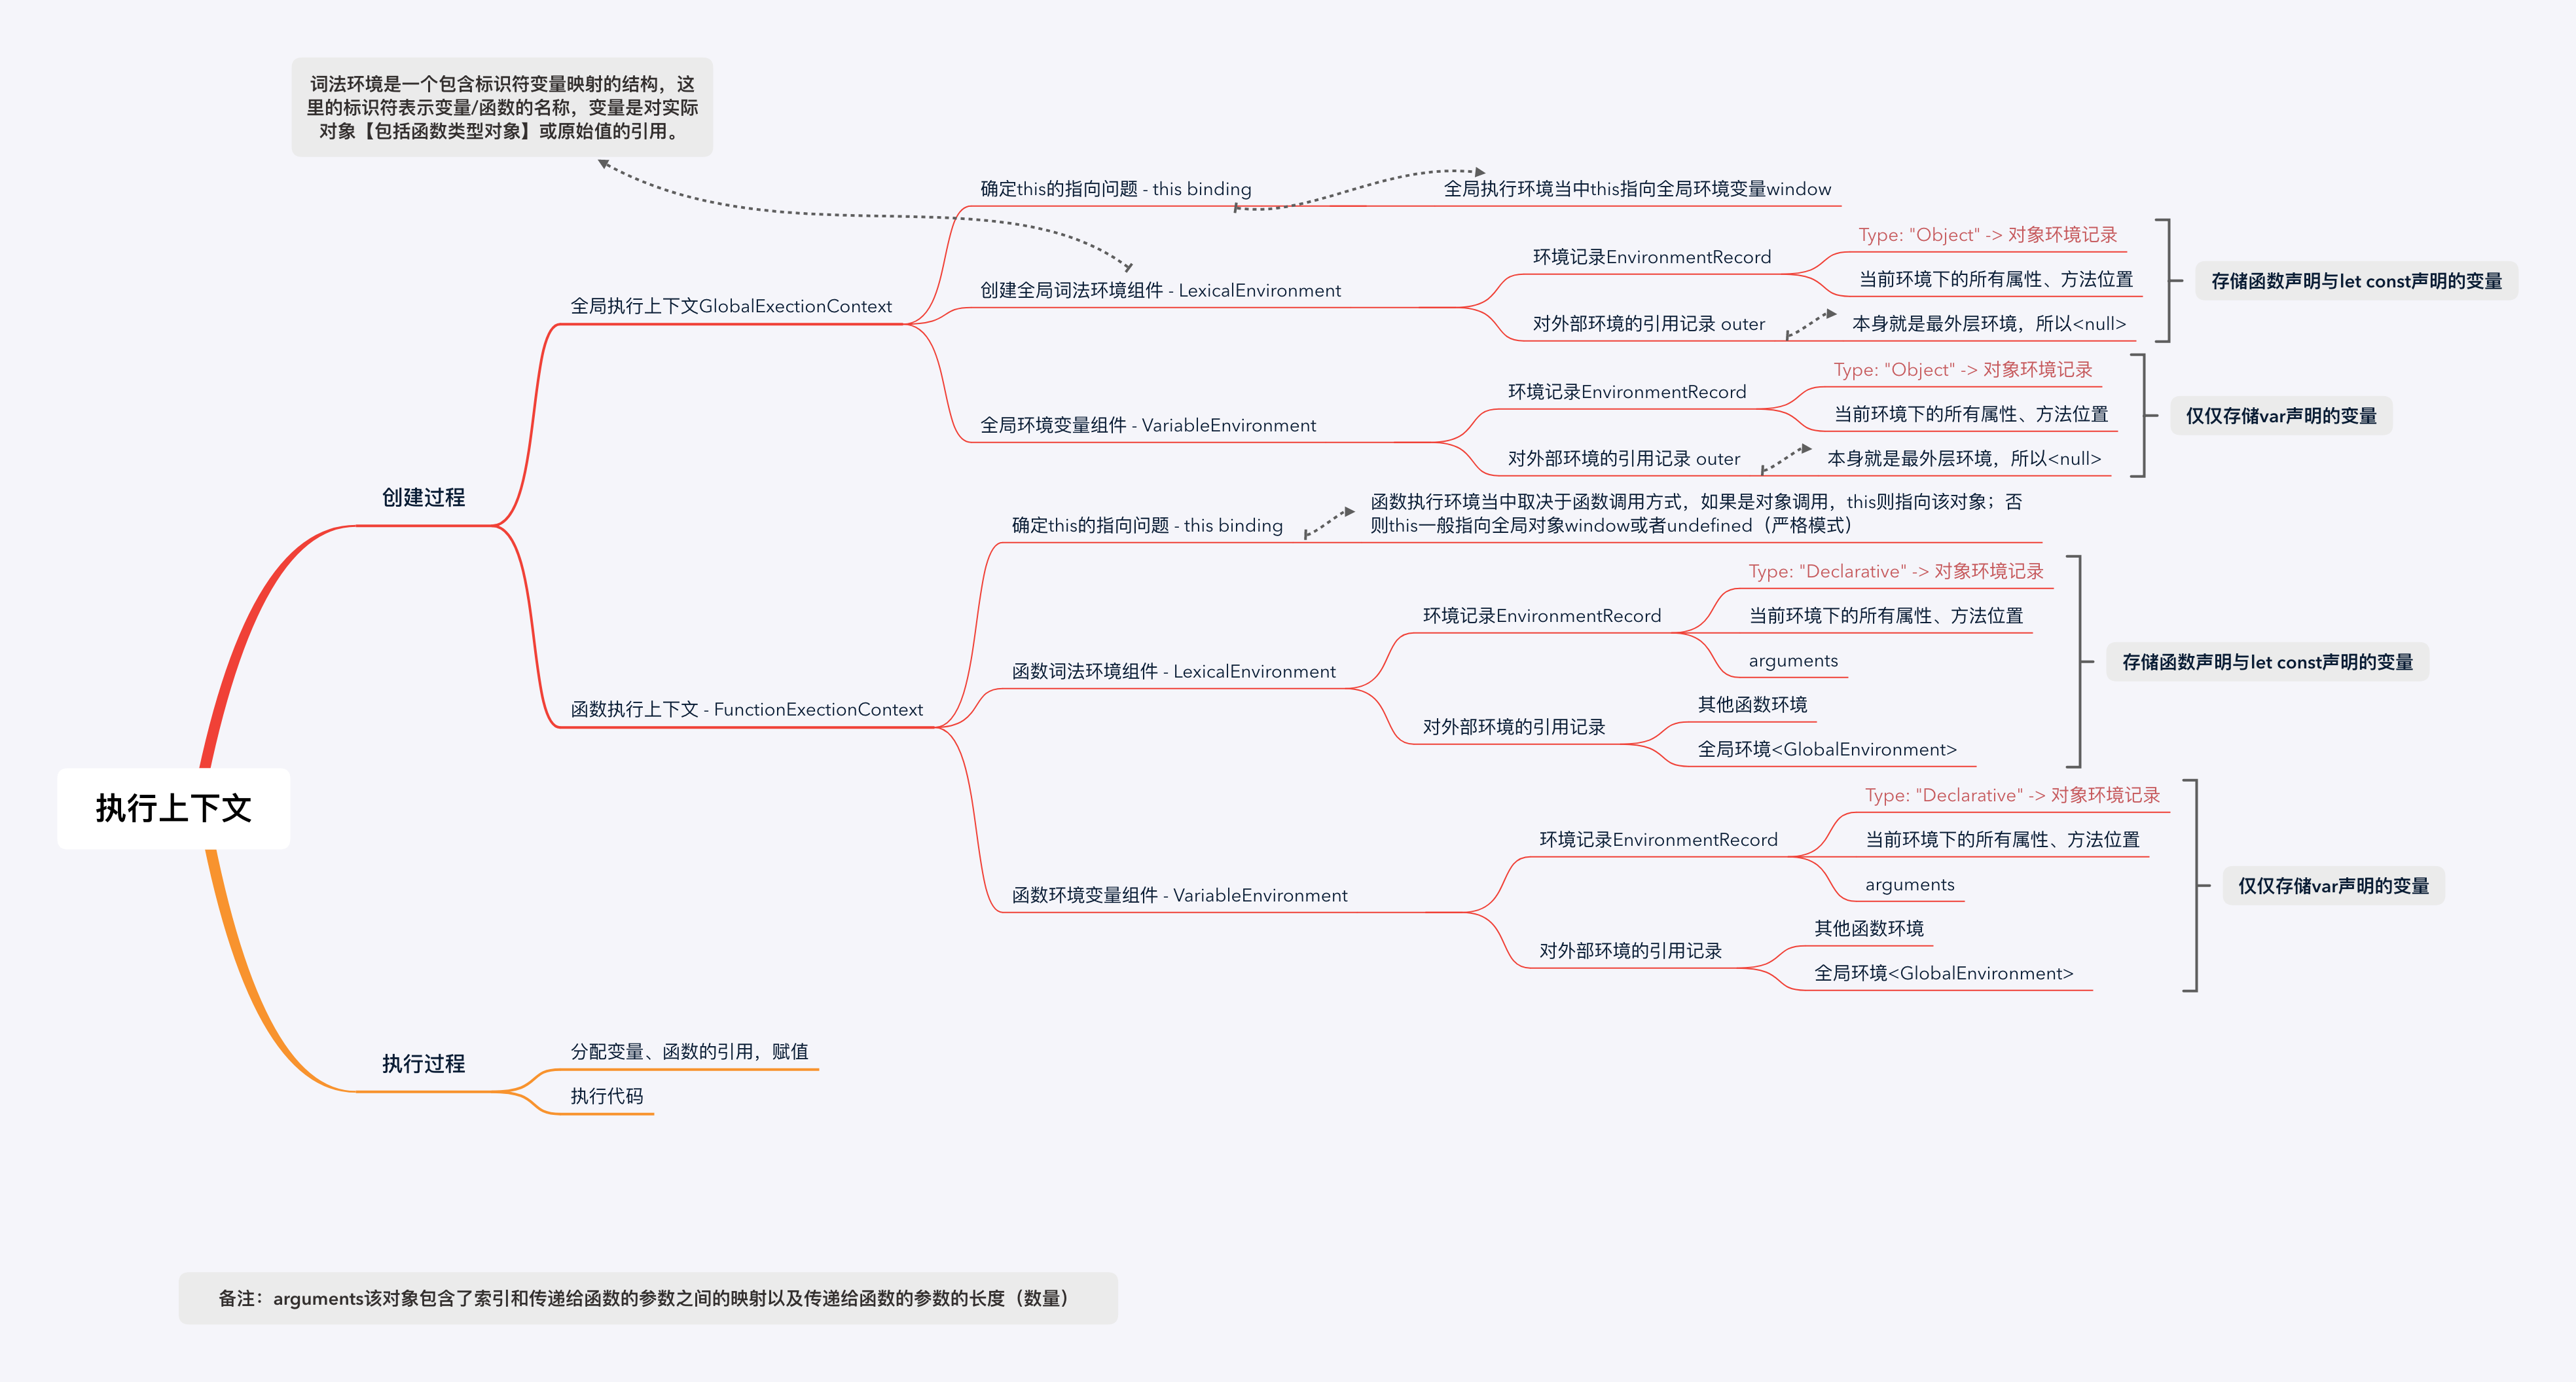 词法环境是一个包含标识符变量映射的结构，这
里的标识符表示变量/函数的名称，变量是对实际
对象【包括函数类型对象】或原始值的引用。
执行上下文
创建过程
全局执行上下文GlobalExectionContext
确定this的指向问题 - this binding
全局执行环境当中this指向全局环境变量window
创建全局词法环境组件 - LexicalEnvironment
环境记录EnvironmentRecord
Type: "Object" -> 对象环境记录
当前环境下的所有属性、方法位置
对外部环境的引用记录 outer
本身就是最外层环境，所以<null>
存储函数声明与let const声明的变量
全局环境变量组件 - VariableEnvironment
环境记录EnvironmentRecord
Type: "Object" -> 对象环境记录
当前环境下的所有属性、方法位置
对外部环境的引用记录 outer
本身就是最外层环境，所以<null>
仅仅存储var声明的变量
函数执行上下文 - FunctionExectionContext
确定this的指向问题 - this binding
函数执行环境当中取决于函数调用方式，如果是对象调用，this则指向该对象；否
则this一般指向全局对象window或者undefined（严格模式）
函数词法环境组件 - LexicalEnvironment
环境记录EnvironmentRecord
Type: "Declarative" -> 对象环境记录
当前环境下的所有属性、方法位置
arguments
对外部环境的引用记录
其他函数环境
全局环境<GlobalEnvironment>
存储函数声明与let const声明的变量
函数环境变量组件 - VariableEnvironment
环境记录EnvironmentRecord
Type: "Declarative" -> 对象环境记录
当前环境下的所有属性、方法位置
arguments
对外部环境的引用记录
其他函数环境
全局环境<GlobalEnvironment>
仅仅存储var声明的变量
执行过程
分配变量、函数的引用，赋值
执行代码
备注：arguments该对象包含了索引和传递给函数的参数之间的映射以及传递给函数的参数的长度（数量）